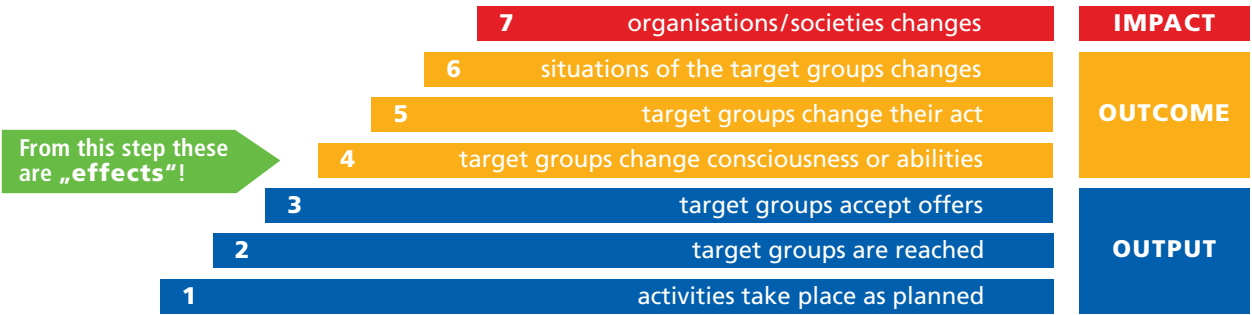 7 organisations/societies changes
IMPACT
6 situations of the target groups changes
5 target groups change their act
OUTCOME
4 target groups change consciousness or abilities
From this step these
are „effects“!
3 target groups accept offers
2 target groups are reached
OUTPUT
1 activities take place as planned